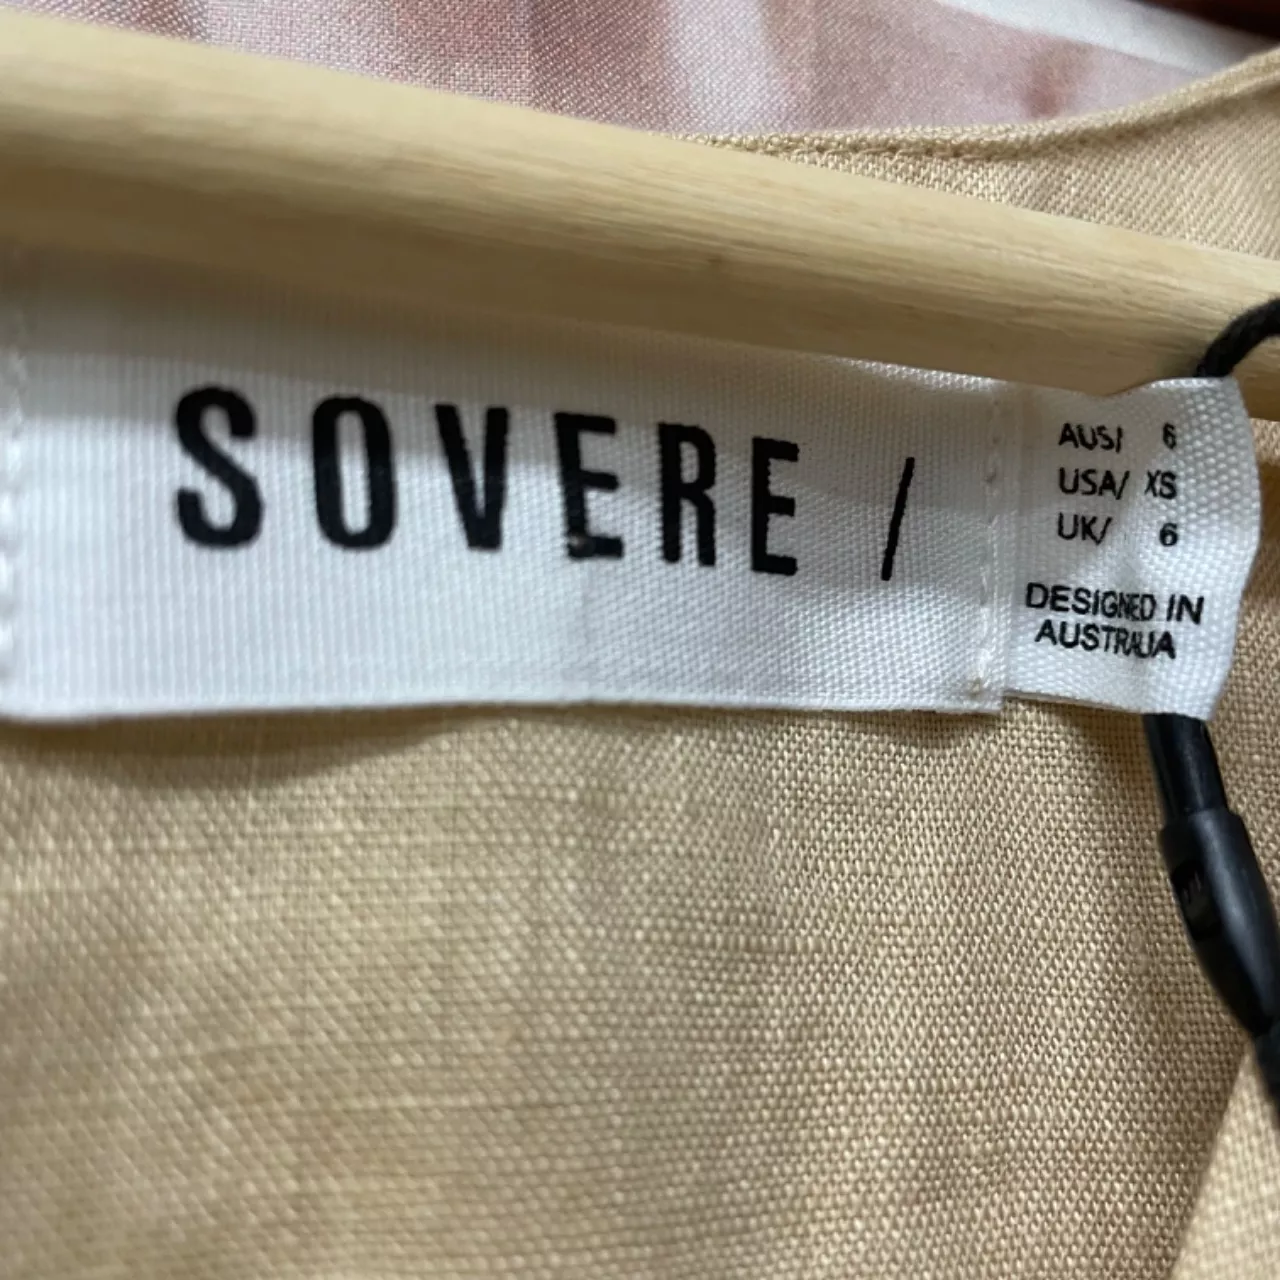 SOVERE /
AUS/ 6
USA/ XS
UK/ 6
DESIGNED IN
AUSTRALIA